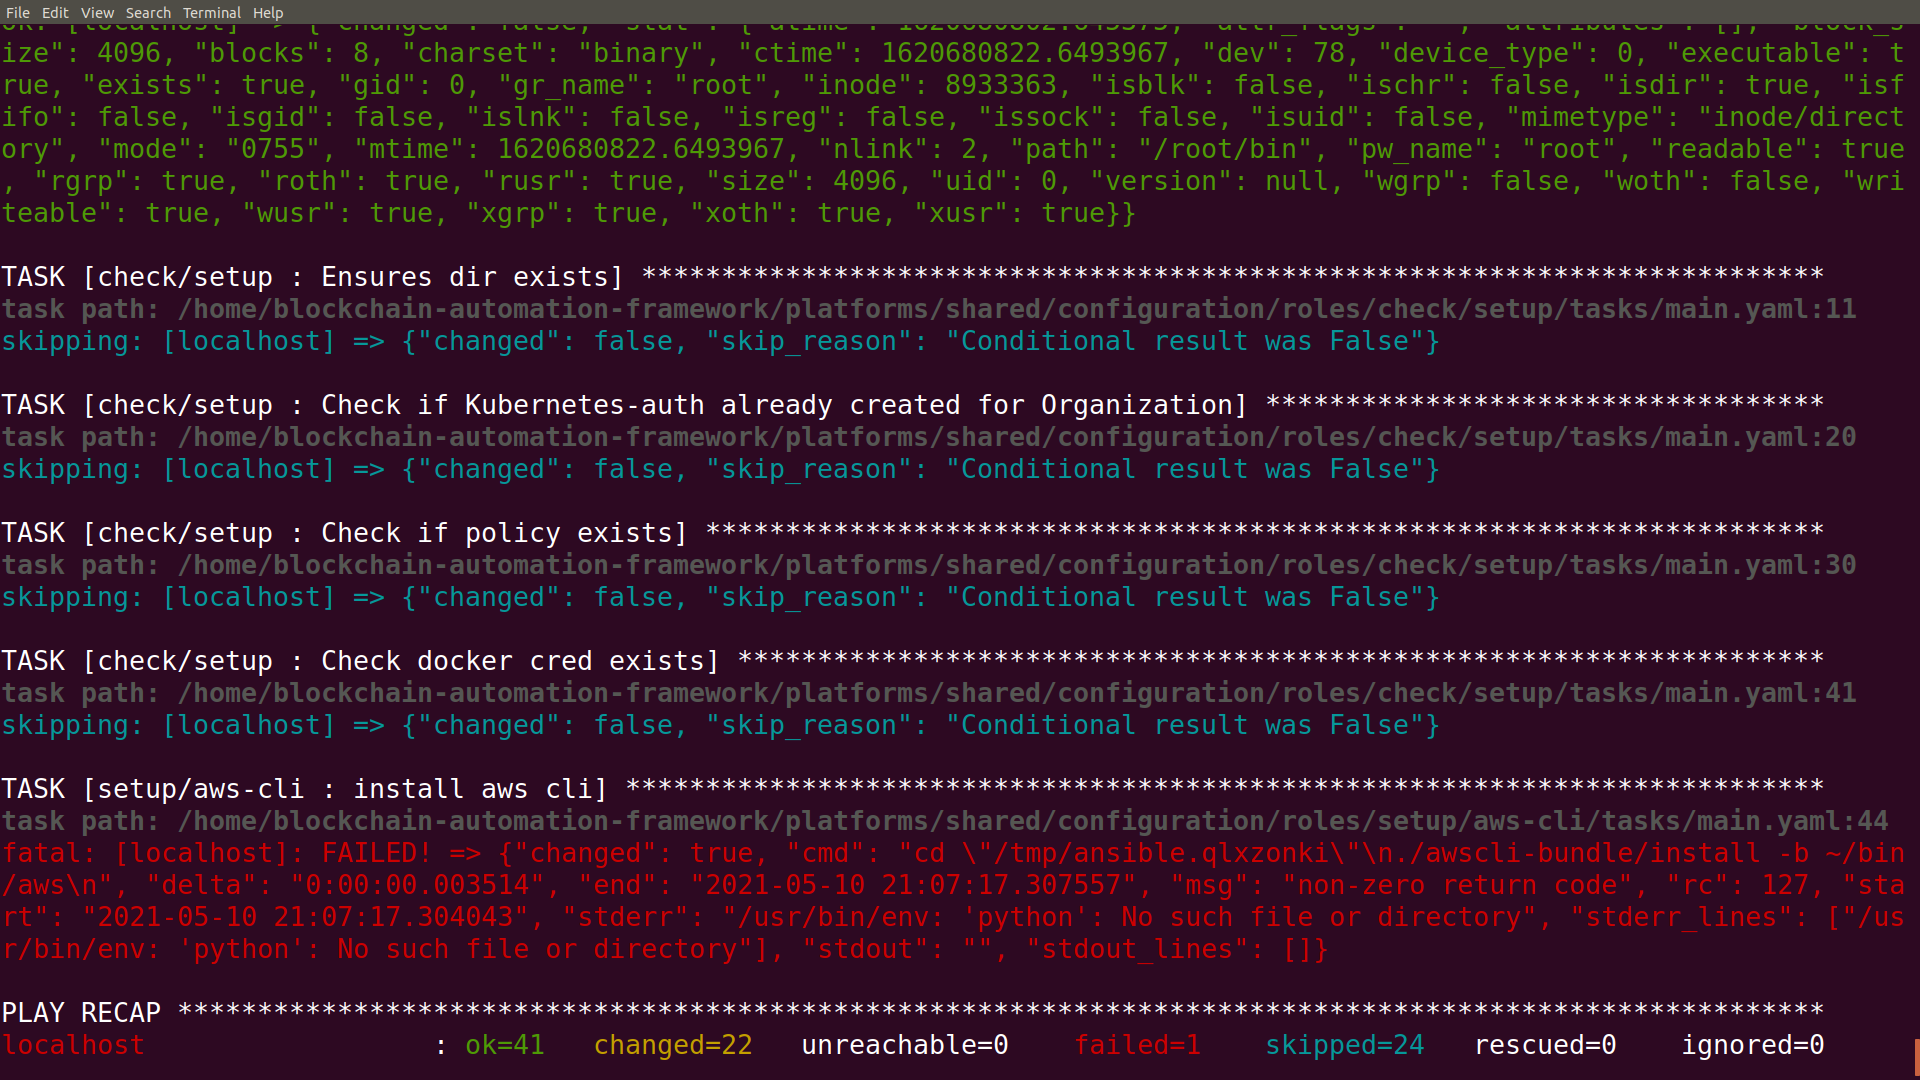 File Edit View Search Terminal Help
ok: [localhost] => {"changed": false, "stat": {"atime": "attr_flags": "", "attributes": [], "block_s
ize": 4096, "blocks": 8, "charset": "binary", "ctime": 1620680822.6493967, "dev": 78, "device_type": 0, "executable": t
rue, "exists": true, "gid": 0, "gr_name": "root", "inode": 8933363, "isblk": false, "ischr": false, "isdir": true, "isf
ifo": false, "isgid": false, "islnk": false, "isreg": false, "issock": false, "isuid": false, "mimetype": "inode/direct
ory", "mode": "0755", "mtime": 1620680822.6493967, "nlink": 2, "path": "/root/bin", "pw_name": "root", "readable": true
, "rgrp": true, "roth": true, "rusr": true, "size": 4096, "uid": 0, "version": null, "wgrp": false, "woth": false, "wri
teable": true, "wusr": true, "xgrp": true, "xoth": true, "xusr": true}}
TASK [check/setup : Ensures dir exists] **************************************************************************
task path: /home/blockchain-automation-framework/platforms/shared/configuration/roles/check/setup/tasks/main.yaml:11
skipping: [localhost] => {"changed": false, "skip_reason": "Conditional result was False"}
TASK [check/setup : Check if Kubernetes-auth already created for Organization] ***********************************
task path: /home/blockchain-automation-framework/platforms/shared/configuration/roles/check/setup/tasks/main.yaml:20
skipping: [localhost] => {"changed": false, "skip_reason": "Conditional result was False"}
TASK [check/setup : Check if policy exists] **********************************************************************
task path: /home/blockchain-automation-framework/platforms/shared/configuration/roles/check/setup/tasks/main.yaml:30
skipping: [localhost] => {"changed": false, "skip_reason": "Conditional result was False"}
TASK [check/setup : Check docker cred exists] ********************************************************************
task path: /home/blockchain-automation-framework/platforms/shared/configuration/roles/check/setup/tasks/main.yaml:41
skipping: [localhost] => {"changed": false, "skip_reason": "Conditional result was False"}
TASK [setup/aws-cli : install aws cli] ***************************************************************************
task path: /home/blockchain-automation-framework/platforms/shared/configuration/roles/setup/aws-cli/tasks/main.yaml:44
fatal: [localhost]: FAILED! => {"changed": true, "cmd": "cd \"/tmp/ansible.qlxzonki\"\n./awscli-bundle/install -b ~/bin
/aws\n", "delta": "0:00:00.003514", "end": "2021-05-10 21:07:17.307557", "msg": "non-zero return code", "rc": 127, "sta
rt": "2021-05-10 21:07:17.304043", "stderr": "/usr/bin/env: 'python': No such file or directory", "stderr_lines": ["/us
r/bin/env: 'python': No such file or directory"], "stdout": "", "stdout_lines": []}
PLAY RECAP *******************************************************************************************************
localhost : ok=41 changed=22 unreachable=0 failed=1 skipped=24 rescued=0 ignored=0